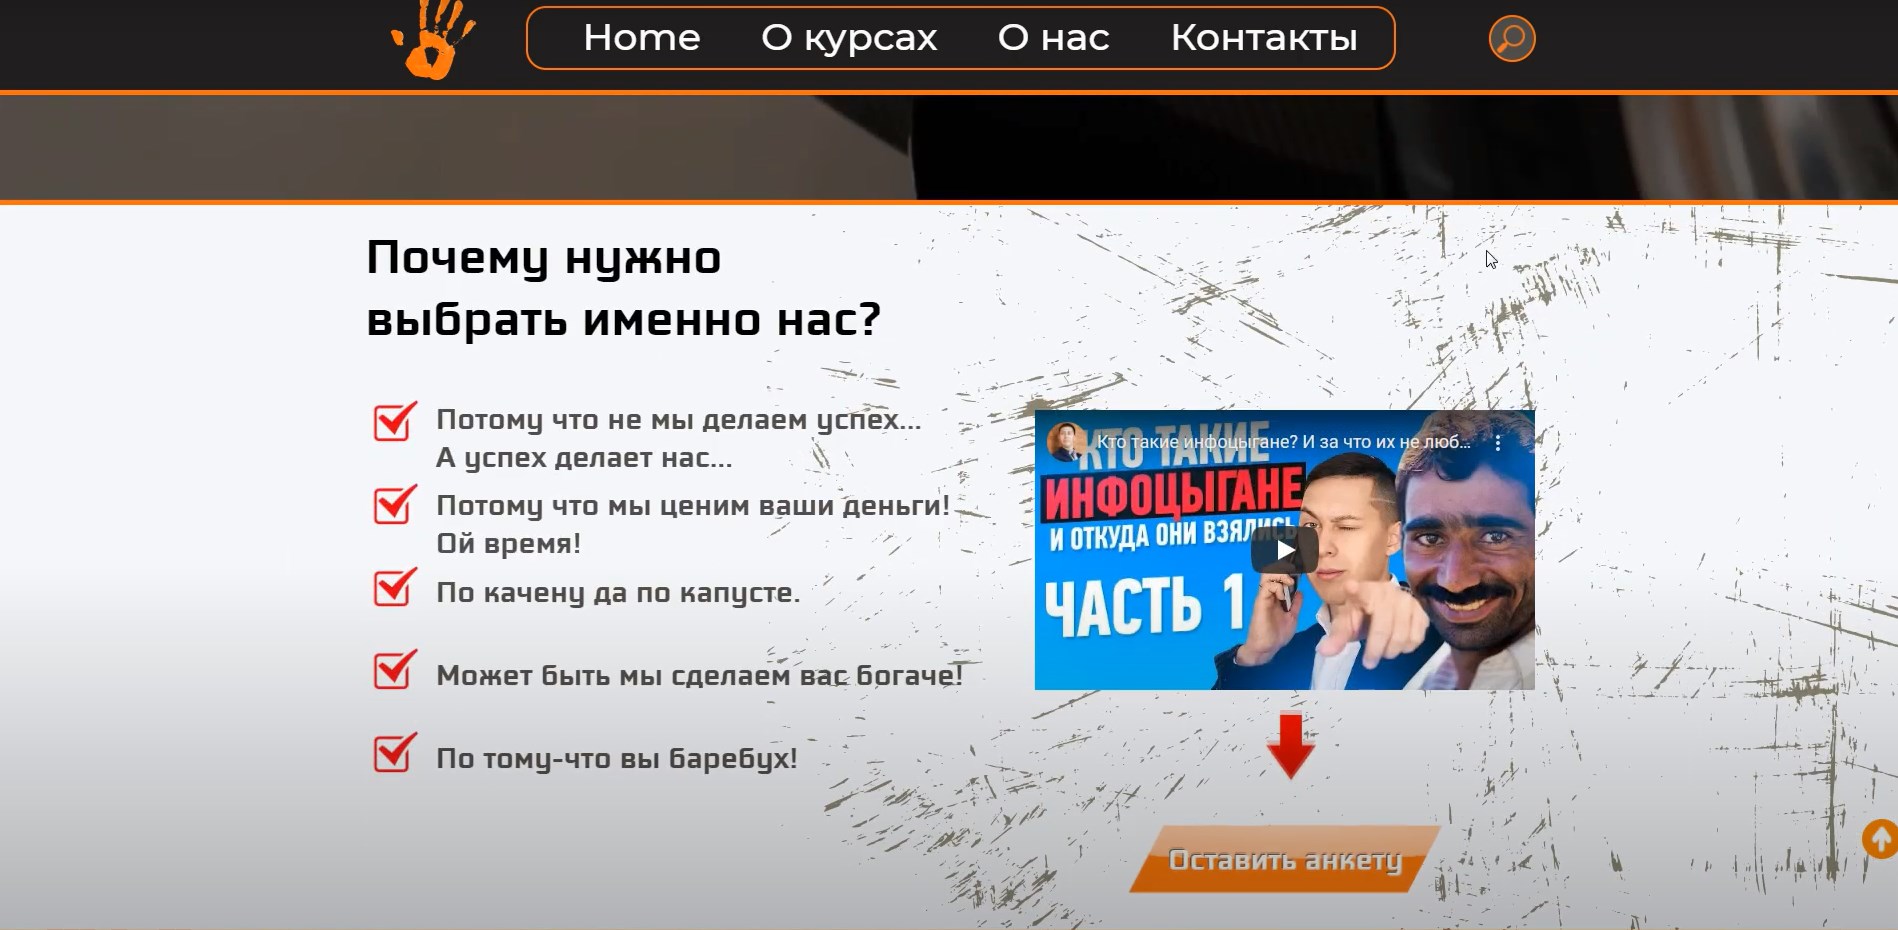 Home О курсах О нас Контакты
Почему нужно
выбрать именно нас?
Потому что не мы делаем успех...
А успех делает нас...
Потому что мы ценим ваши деньги!
Ой время!
По качену да по капусте.
Может быть мы сделаем вас богаче!
По тому-что вы баребух!
Кто такие инфоцыгане? И за что их не люб...
КТО ТАКИЕ
ИНФОЦЫГАНЕ
И ОТКУДА ОНИ ВЗЯЛИСЬ
ЧАСТЬ 1
Оставить анкету